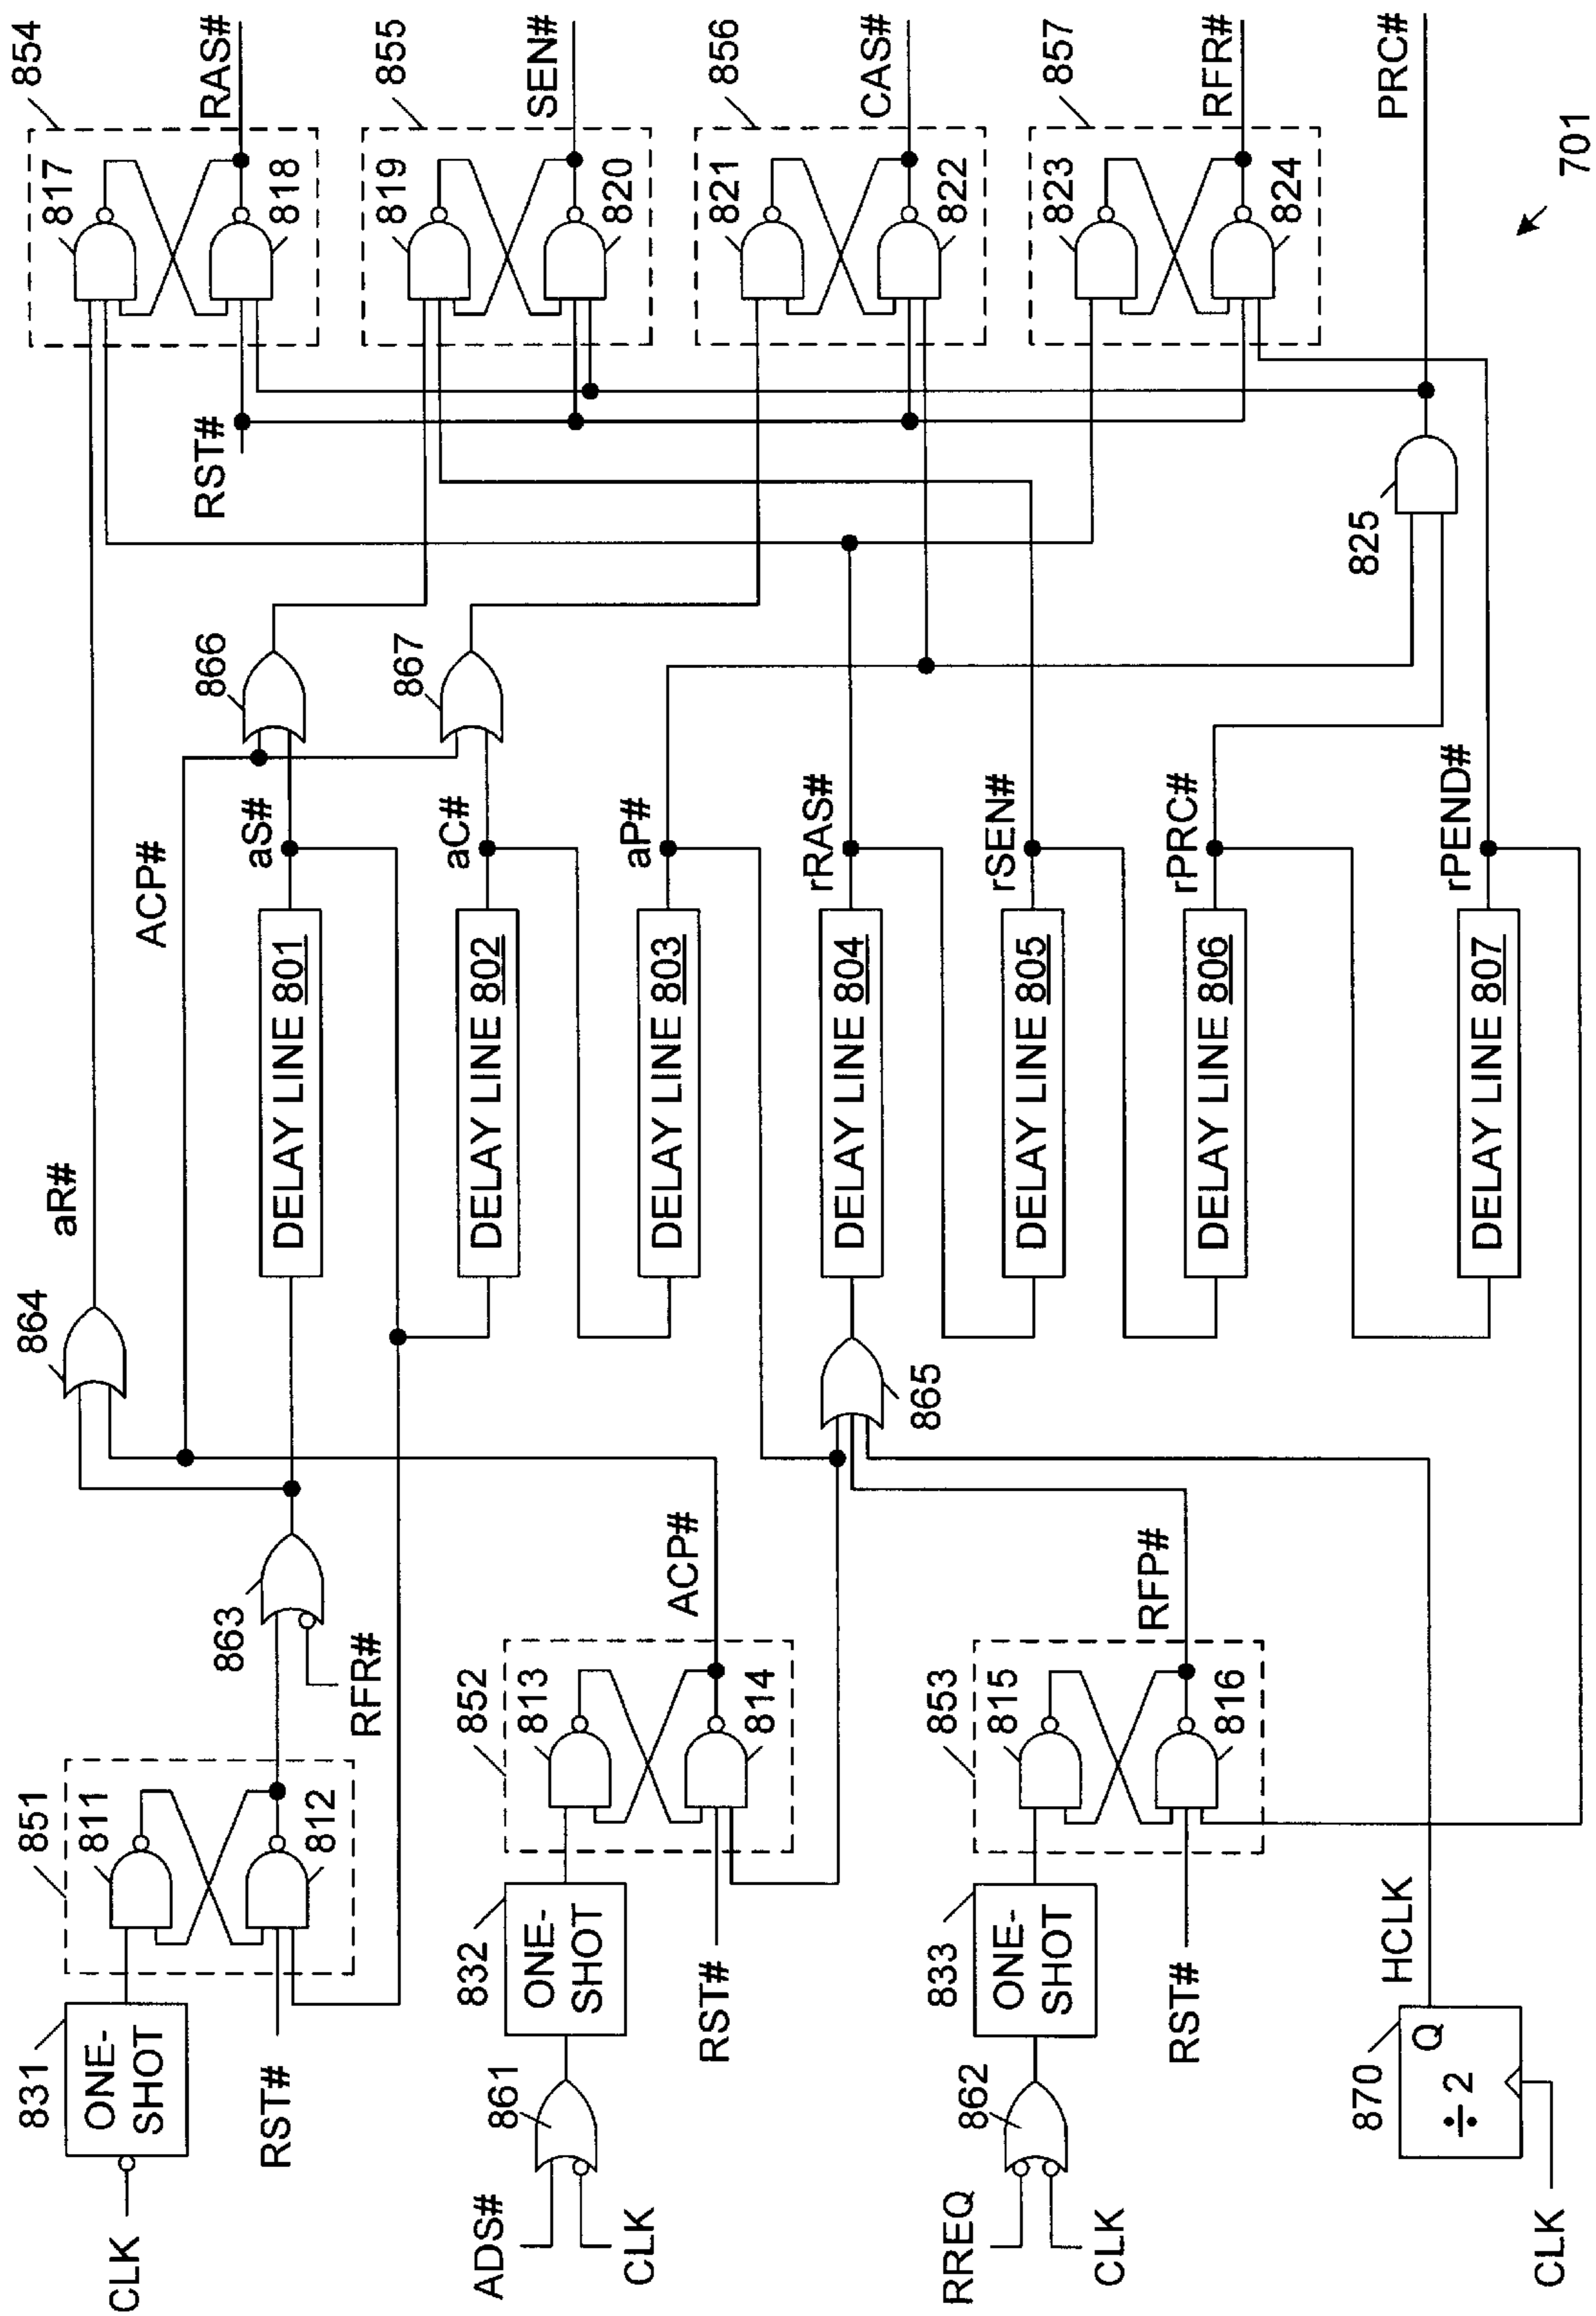 854
RAS#
817
818
855
SEN#
819
820
856
CAS#
821
822
857
RFR#
823
824
PRC#
701
RST#
825
866
867
ACP#
aS#
aC#
aP#
rRAS#
rSEN#
rPRC#
rPEND#
DELAY LINE 801
DELAY LINE 802
DELAY LINE 803
DELAY LINE 804
DELAY LINE 805
DELAY LINE 806
DELAY LINE 807
aR#
864
865
863
RFR#
ACP#
RFP#
851
811
812
852
813
814
853
815
816
831
ONE-
SHOT
RST#
CLK
832
ONE-
SHOT
RST#
861
ADS#
CLK
833
ONE-
SHOT
RST#
862
RREQ
CLK
HCLK
870
Q
÷2
CLK